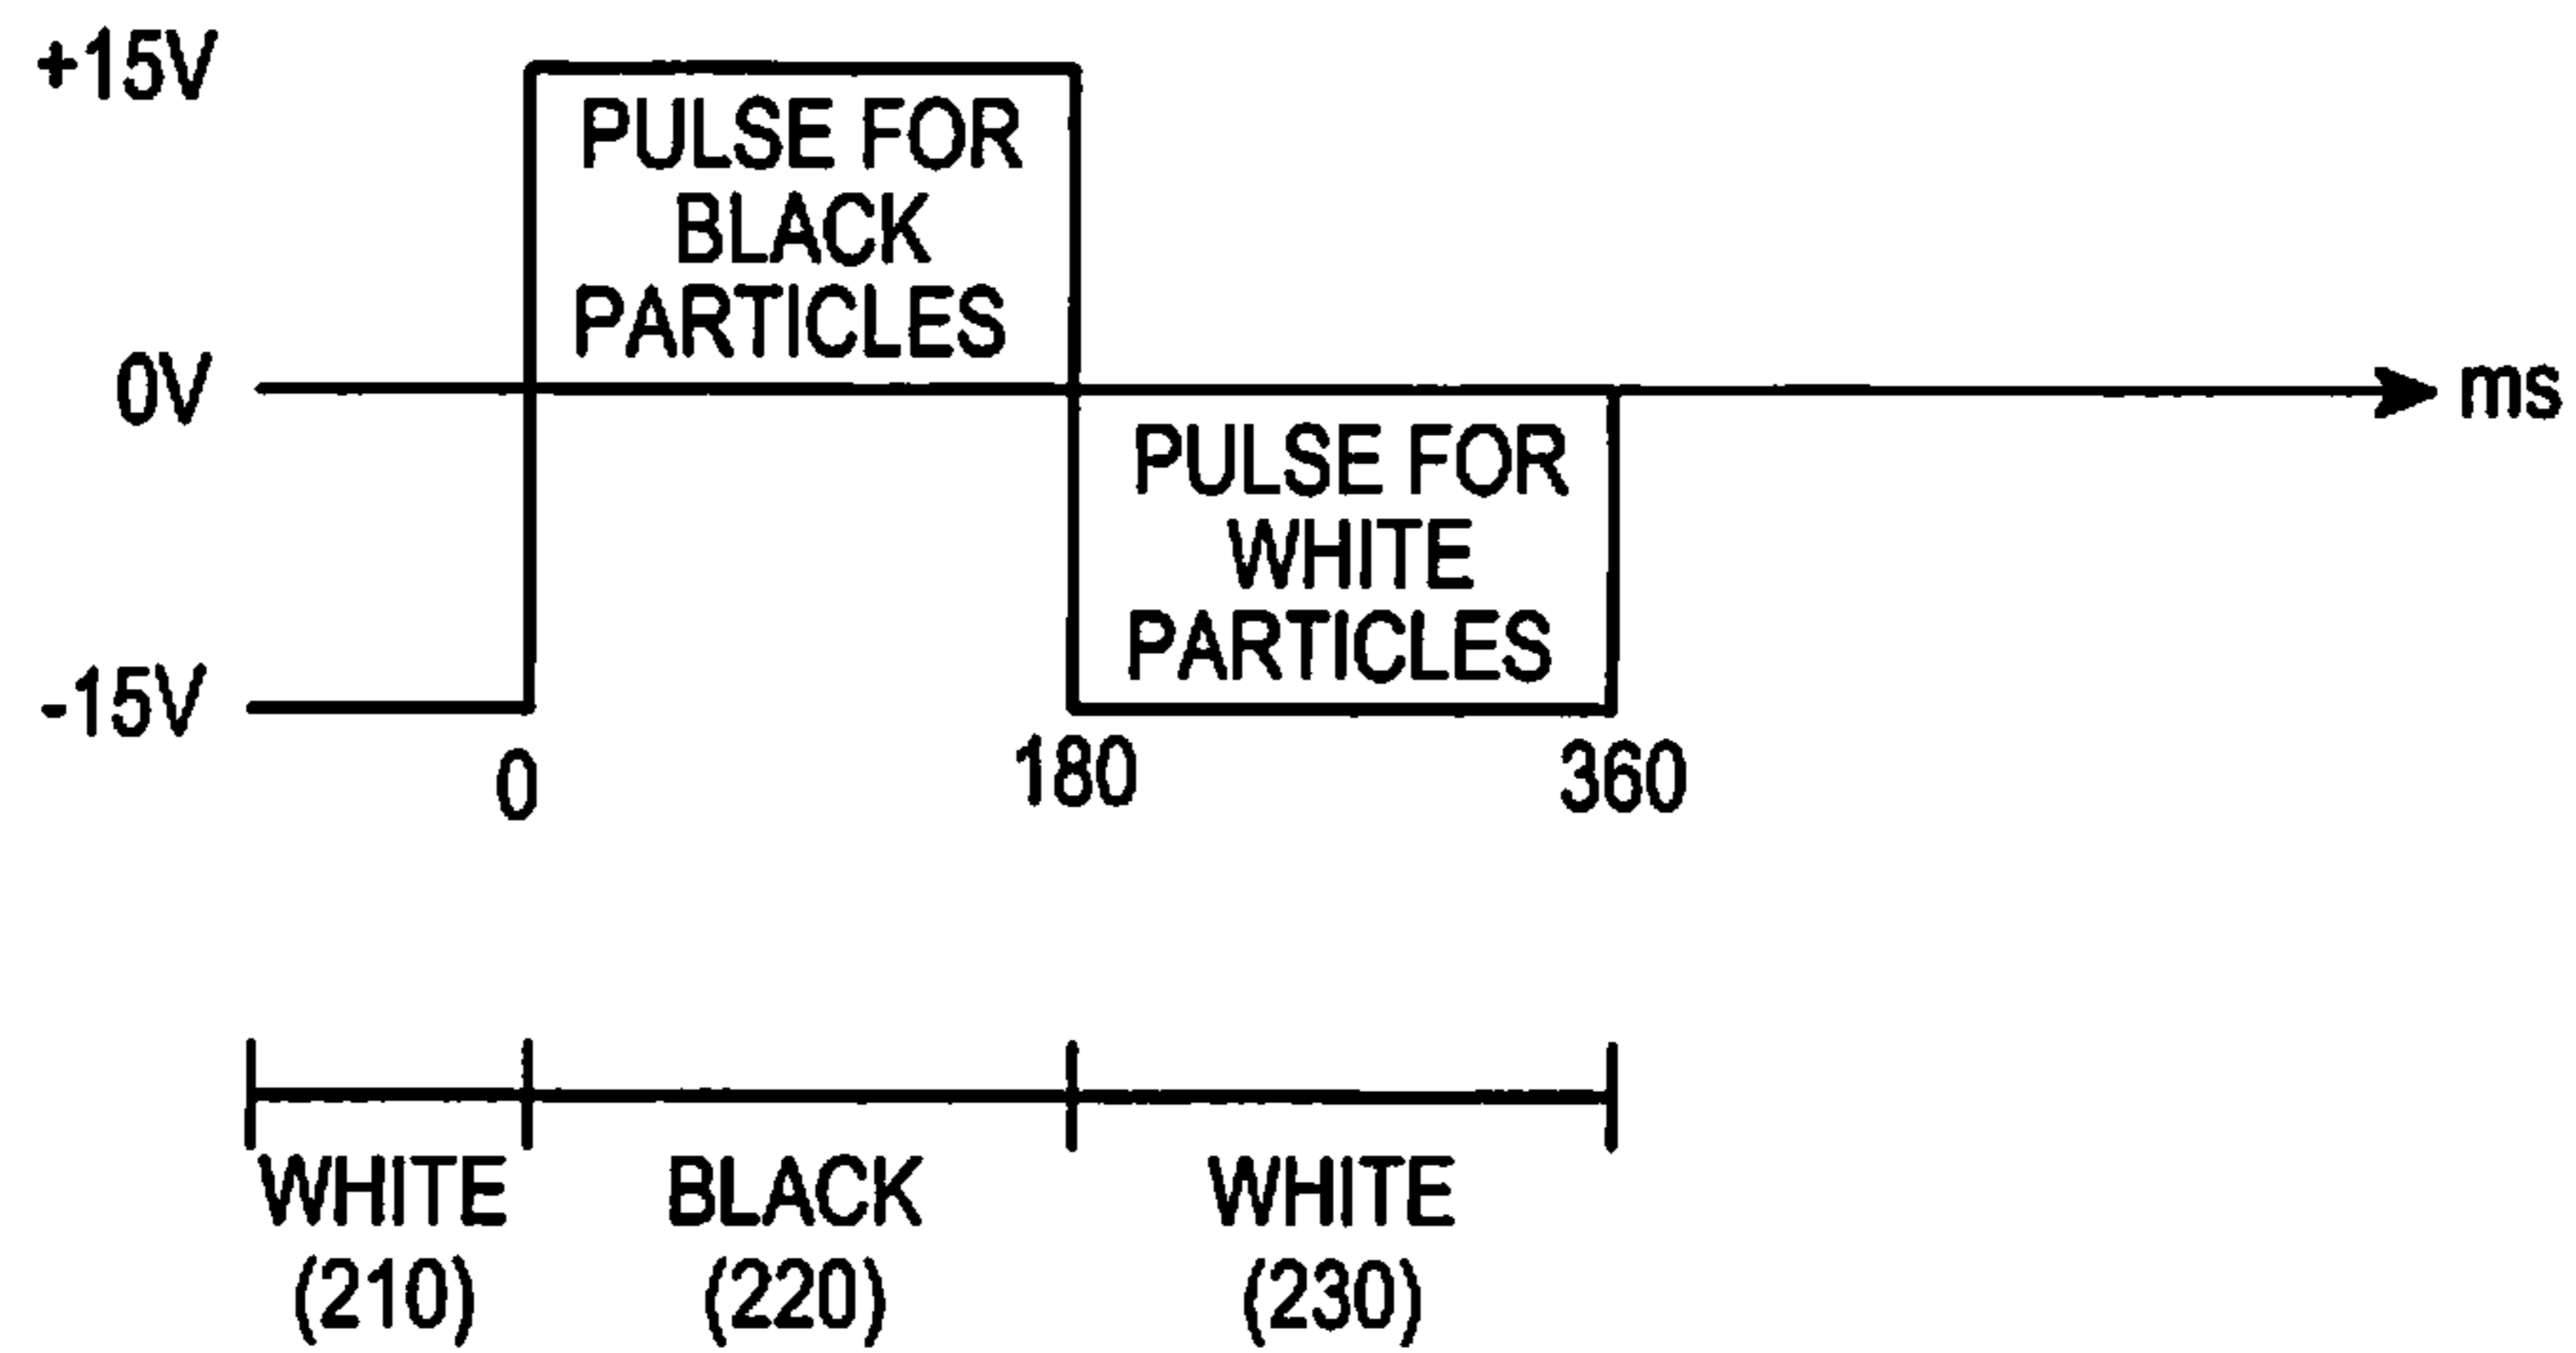 +15V
PULSE FOR
BLACK
PARTICLES
0V
ms
PULSE FOR
WHITE
PARTICLES
-15V
0
180
360
WHITE
(210)
BLACK
(220)
WHITE
(230)